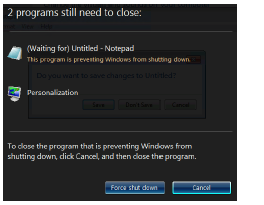 2 programs still need to close:
(Waiting for) Untitled - Notepad
This program is preventing Windows from shutting down.
Do you want to save changes to Untitled?
Save Don't Save Cancel
Personalization
To close the program that is preventing Windows from
shutting down, click Cancel, and then close the program.
Force shut down Cancel